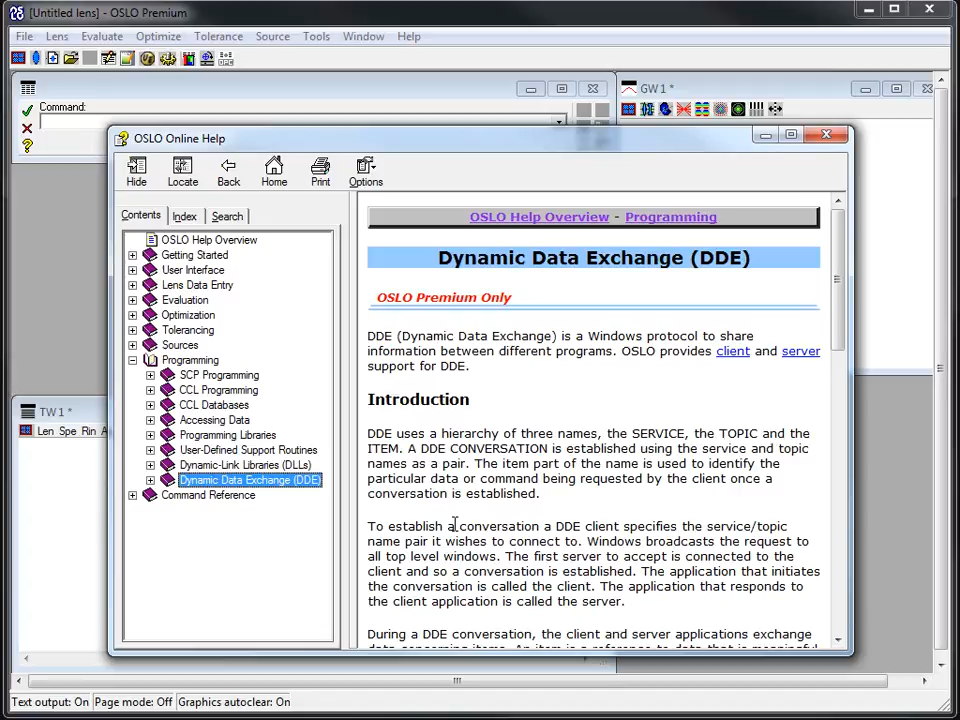 [Untitled lens] - OSLO Premium
File Lens Evaluate Optimize Tolerance Source Tools Window Help
GW1 *
Command:
OSLO Online Help
Hide Locate Back Home Print Options
Contents Index Search
OSLO Help Overview
Getting Started
User Interface
Lens Data Entry
Evaluation
Optimization
Tolerancing
Sources
Programming
SCP Programming
CCL Programming
CCL Databases
Accessing Data
Programming Libraries
User-Defined Support Routines
Dynamic-Link Libraries (DLLs)
Dynamic Data Exchange (DDE)
Command Reference
OSLO Help Overview - Programming
Dynamic Data Exchange (DDE)
OSLO Premium Only
DDE (Dynamic Data Exchange) is a Windows protocol to share
information between different programs. OSLO provides client and server
support for DDE.
Introduction
DDE uses a hierarchy of three names, the SERVICE, the TOPIC and the
ITEM. A DDE CONVERSATION is established using the service and topic
names as a pair. The item part of the name is used to identify the
particular data or command being requested by the client once a
conversation is established.
To establish a conversation a DDE client specifies the service/topic
name pair it wishes to connect to. Windows broadcasts the request to
all top level windows. The first server to accept is connected to the
client and so a conversation is established. The application that initiates
the conversation is called the client. The application that responds to
the client application is called the server.
During a DDE conversation, the client and server applications exchange
data concerning items. An item is a reference to data that is meaningful
TW1 *
Len Spe Rin A
Text output: On Page mode: Off Graphics autoclear: On